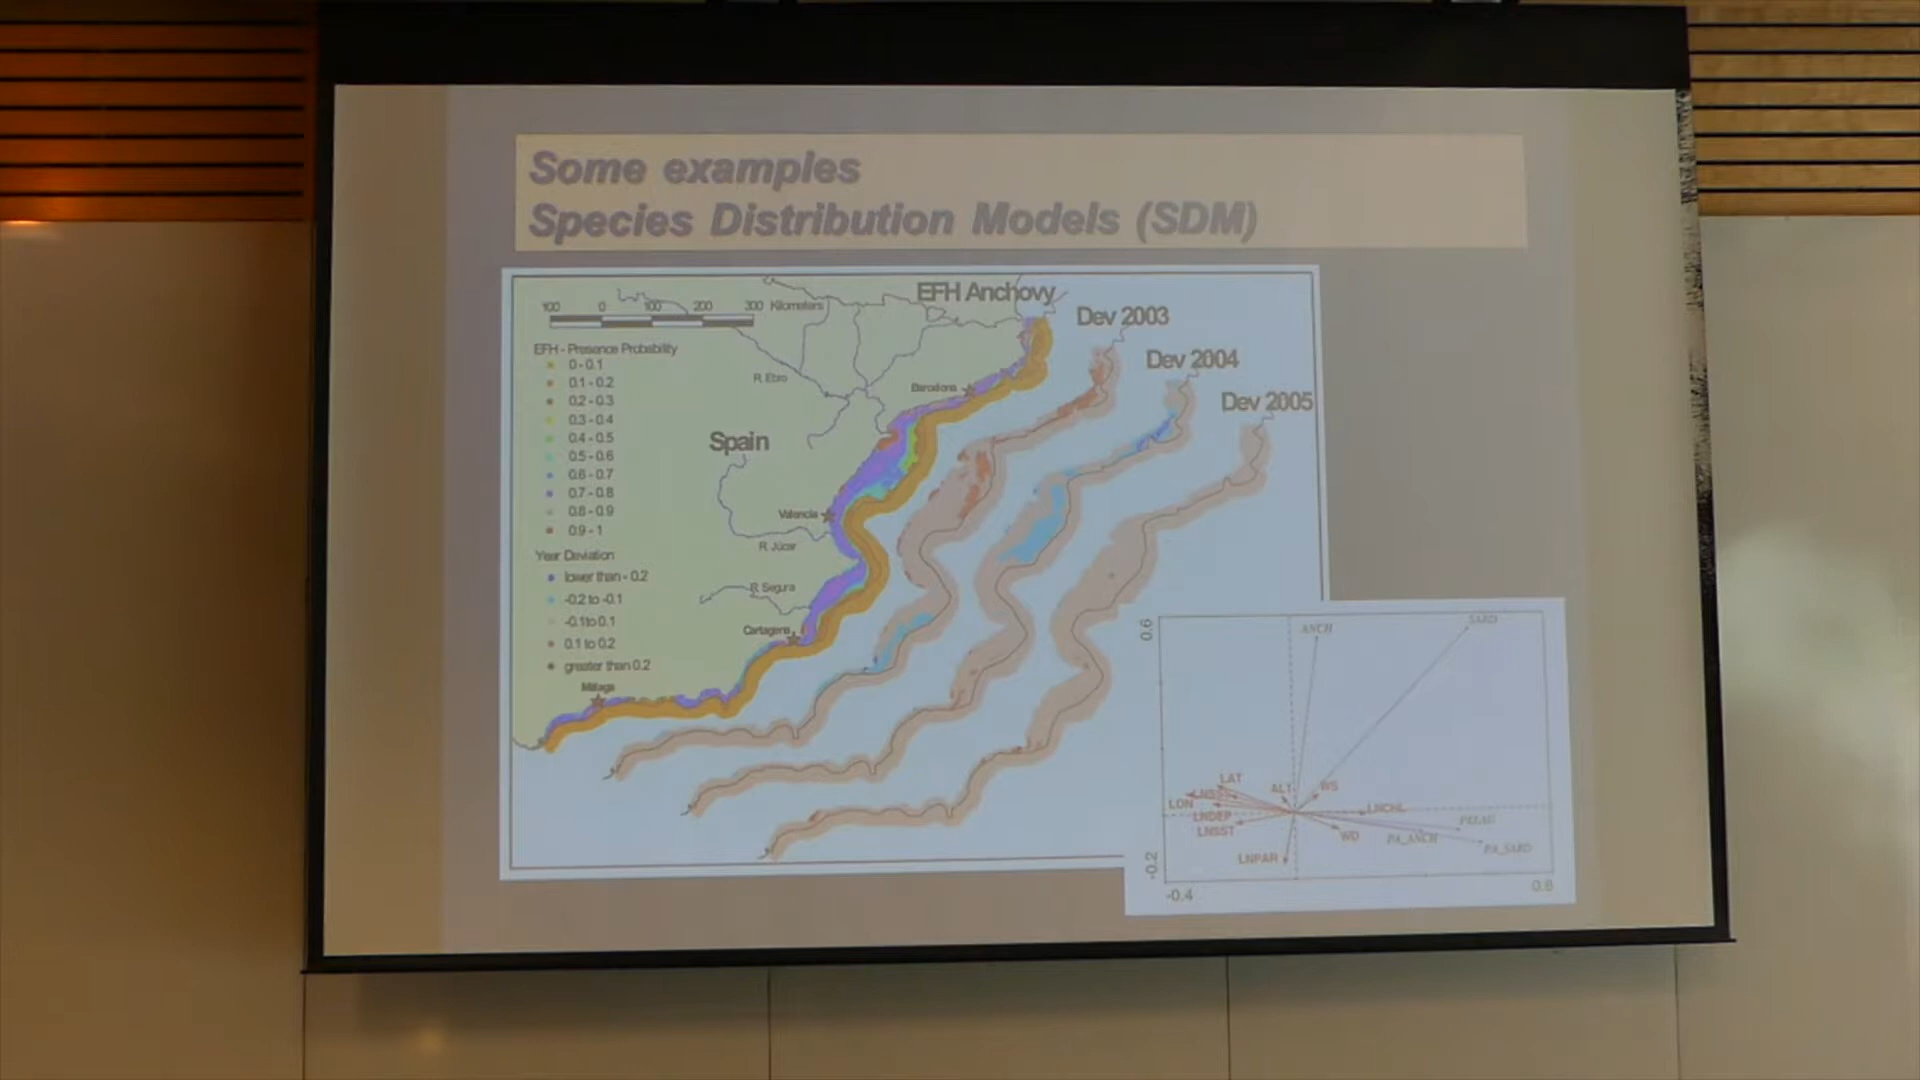 Some examples
Species Distribution Models (SDM)
EFH Anchovy
Dev 2003
Dev 2004
Dev 2005
100 0 100 200 300 Kilometers
EFH - Presence Probability
0 - 0.1
0.1 - 0.2
0.2 - 0.3
0.3 - 0.4
0.4 - 0.5
0.5 - 0.6
0.6 - 0.7
0.7 - 0.8
0.8 - 0.9
0.9 - 1
Year Deviation
lower than - 0.2
-0.2 to -0.1
-0.1 to 0.1
0.1 to 0.2
greater than 0.2
R. Ebro
Barcelona
Spain
Valencia
R. Júcar
R. Segura
Cartagena
Málaga
0.6
ANCH
SARD
LAT
ALT
WS
LON
LNCHL
LNDEP
LNSST
WD
PA_ANCH
PA_SARD
LNPAR
-0.2
-0.4
0.8